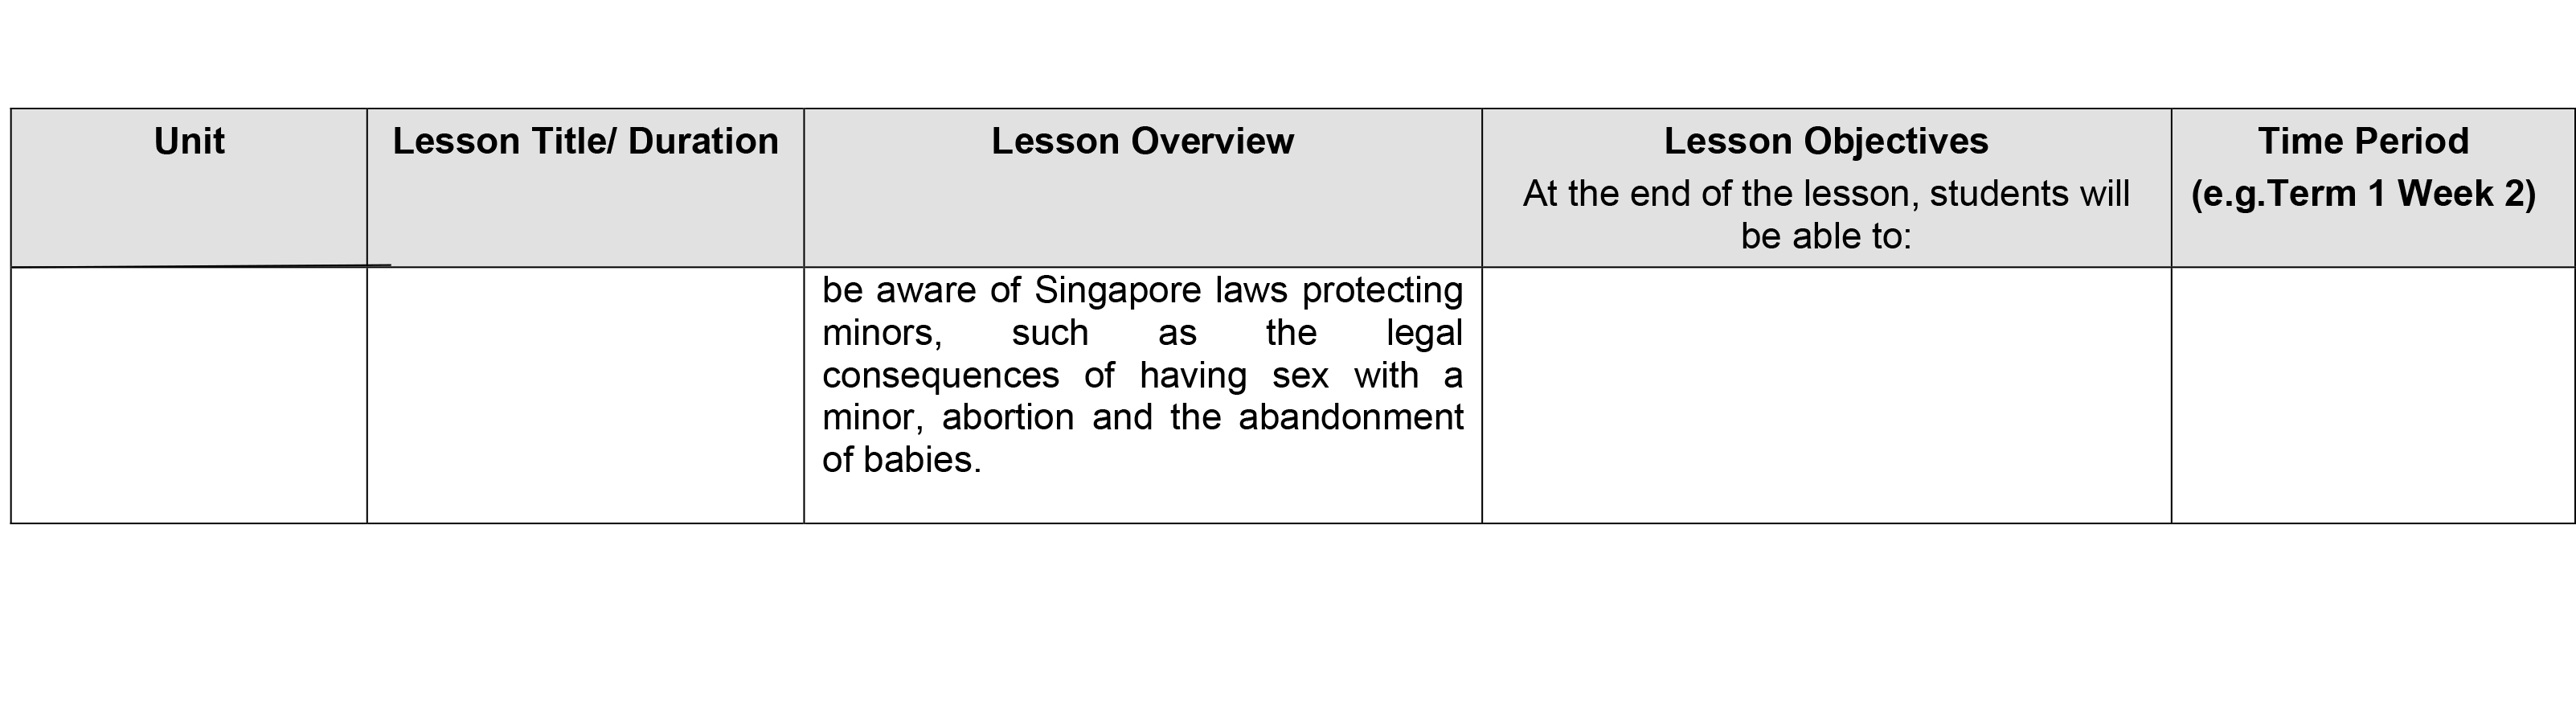 Unit
Lesson Title/ Duration
Lesson Overview
Lesson Objectives
At the end of the lesson, students will
be able to:
Time Period
(e.g.Term 1 Week 2)
be aware of Singapore laws protecting
minors, such as the legal
consequences of having sex with a
minor, abortion and the abandonment
of babies.